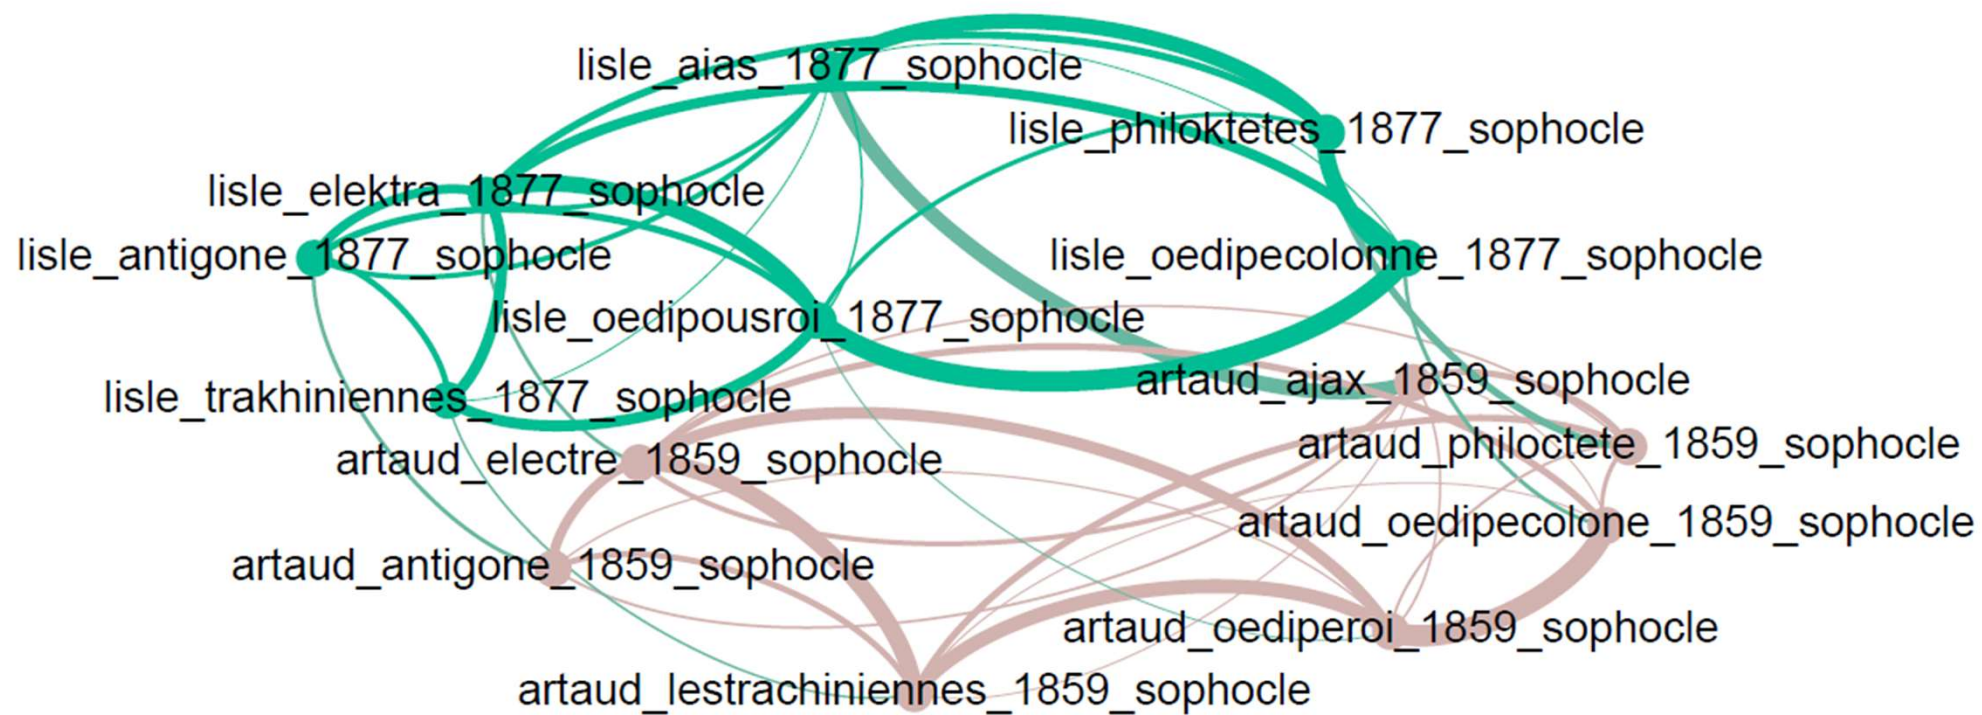 lisle_aias_1877_sophocle
lisle_philoktetes_1877_sophocle
lisle_elektra_1877_sophocle
lisle_antigone_1877_sophocle
lisle_oedipecolonne_1877_sophocle
lisle_oedipousroi_1877_sophocle
artaud_ajax_1859_sophocle
lisle_trakhiniennes_1877_sophocle
artaud_philoctete_1859_sophocle
artaud_electre_1859_sophocle
artaud_oedipecolone_1859_sophocle
artaud_antigone_1859_sophocle
artaud_oediperoi_1859_sophocle
artaud_lestrachiniennes_1859_sophocle